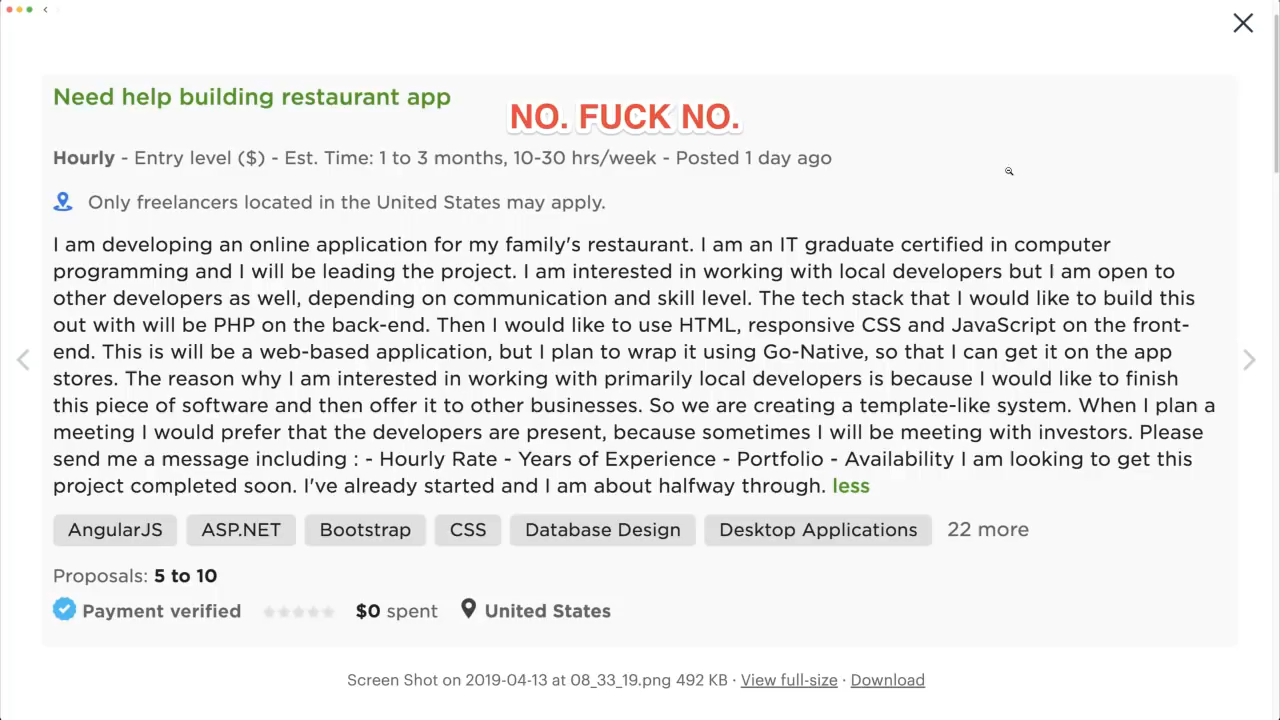 Need help building restaurant app
NO. FUCK NO.
Hourly - Entry level ($) - Est. Time: 1 to 3 months, 10-30 hrs/week - Posted 1 day ago
Only freelancers located in the United States may apply.
I am developing an online application for my family's restaurant. I am an IT graduate certified in computer
programming and I will be leading the project. I am interested in working with local developers but I am open to
other developers as well, depending on communication and skill level. The tech stack that I would like to build this
out with will be PHP on the back-end. Then I would like to use HTML, responsive CSS and JavaScript on the front-
end. This is will be a web-based application, but I plan to wrap it using Go-Native, so that I can get it on the app
stores. The reason why I am interested in working with primarily local developers is because I would like to finish
this piece of software and then offer it to other businesses. So we are creating a template-like system. When I plan a
meeting I would prefer that the developers are present, because sometimes I will be meeting with investors. Please
send me a message including : - Hourly Rate - Years of Experience - Portfolio - Availability I am looking to get this
project completed soon. I've already started and I am about halfway through. less
AngularJS ASP.NET Bootstrap CSS Database Design Desktop Applications 22 more
Proposals: 5 to 10
Payment verified $0 spent United States
Screen Shot on 2019-04-13 at 08_33_19.png 492 KB · View full-size · Download